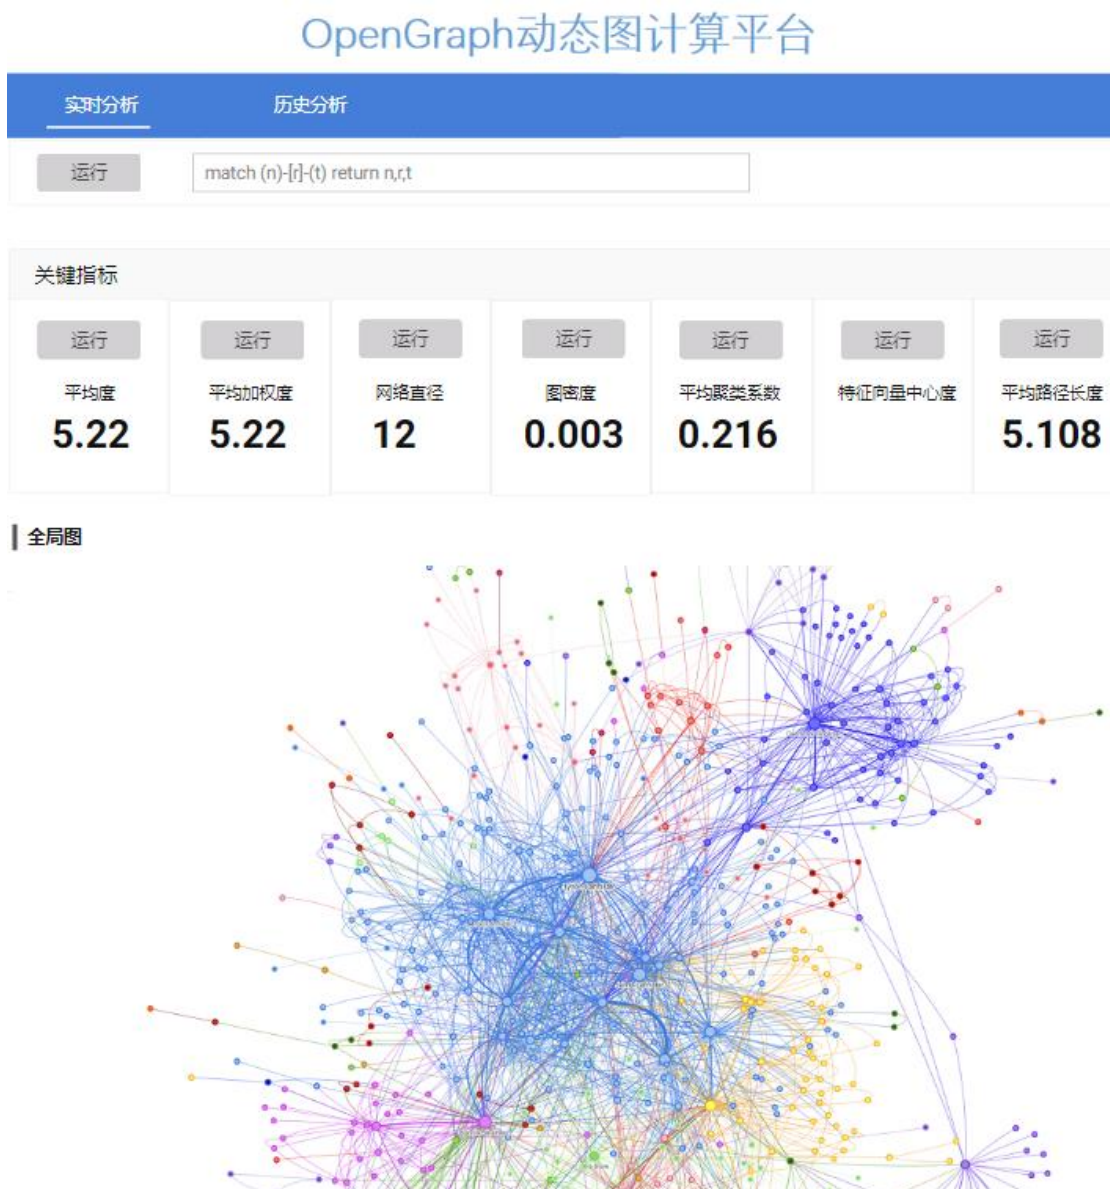 OpenGraph动态图计算平台
实时分析 历史分析
运行 match (n)-[r]-(t) return n,r,t
关键指标
运行 运行 运行 运行 运行 运行 运行
平均度 平均加权度 网络直径 图密度 平均聚类系数 特征向量中心度 平均路径长度
5.22 5.22 12 0.003 0.216 5.108
全局图